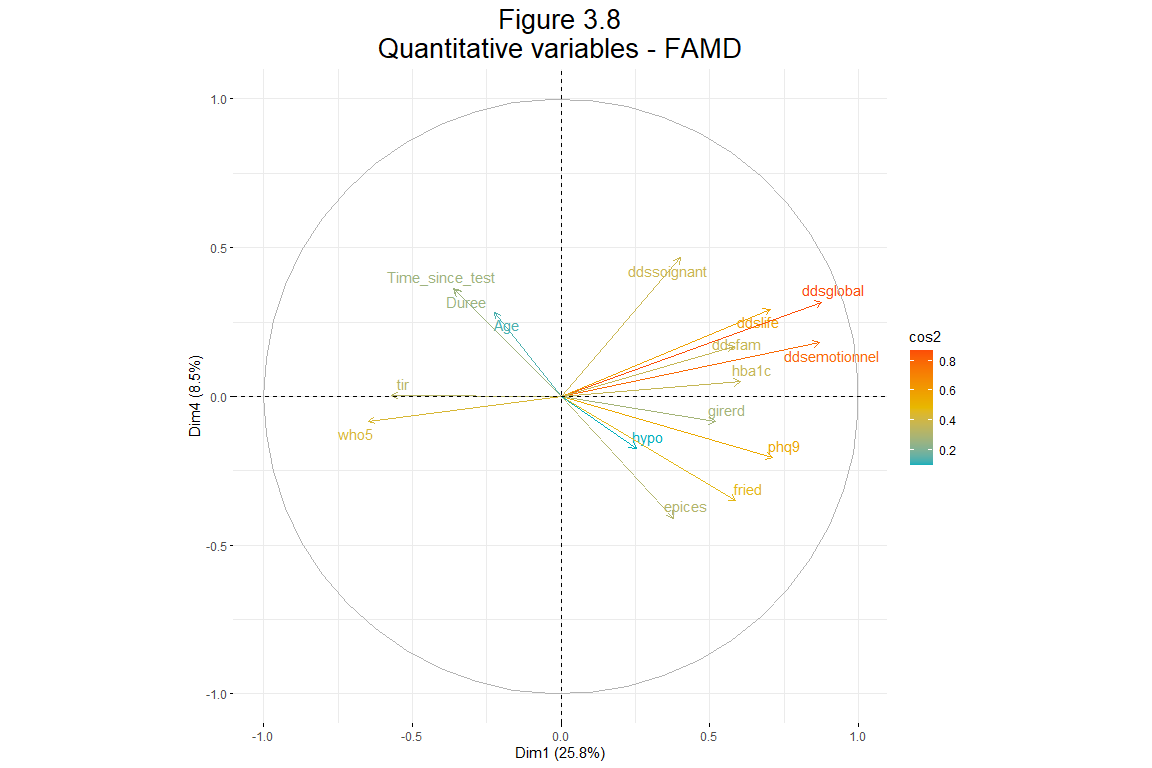 Figure 3.8
Quantitative variables - FAMD
1.0
0.5
0.0
-0.5
-1.0
Dim4 (8.5%)
ddssoignant
Time_since_test
Duree
Age
ddsglobal
ddslife
ddsfam
ddsemotionnel
hba1c
tir
who5
girerd
hypo
phq9
fried
epices
-1.0
-0.5
0.0
0.5
1.0
Dim1 (25.8%)
cos2
0.8
0.6
0.4
0.2